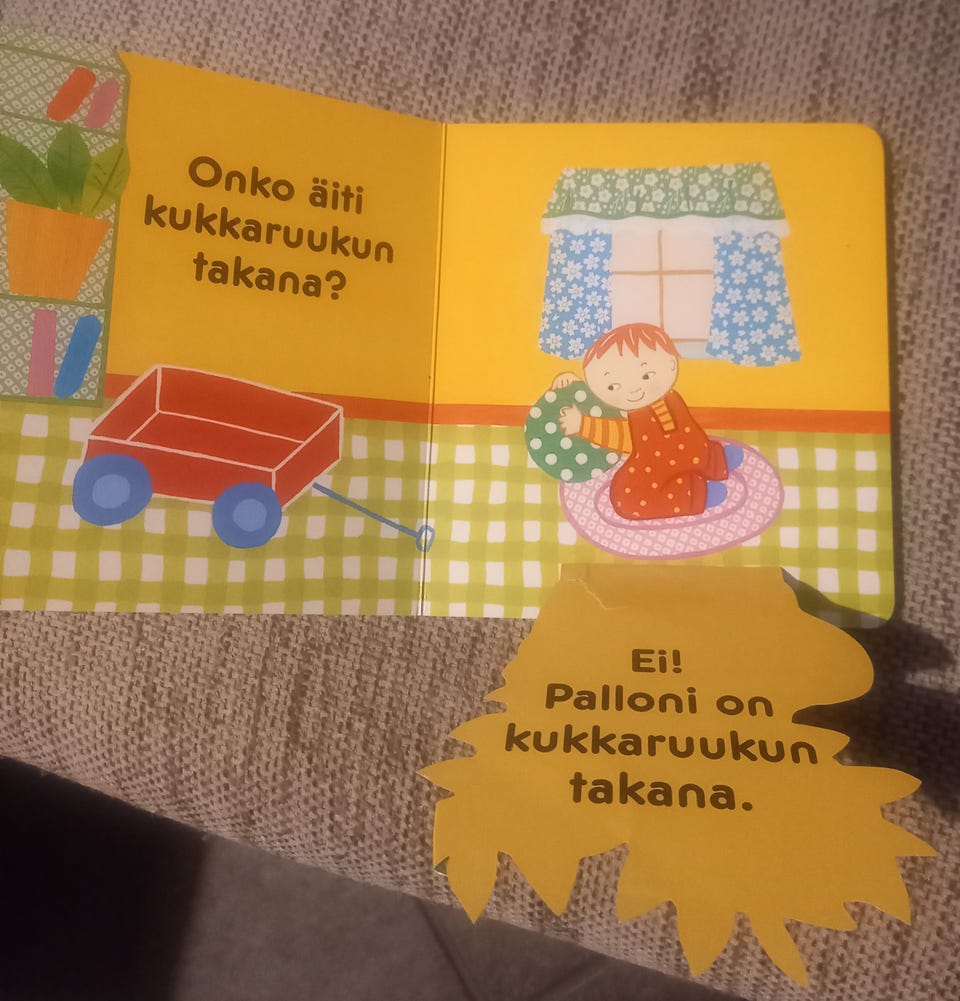 Onko äiti
kukkaruukun
takana?
Ei!
Palloni on
kukkaruukun
takana.